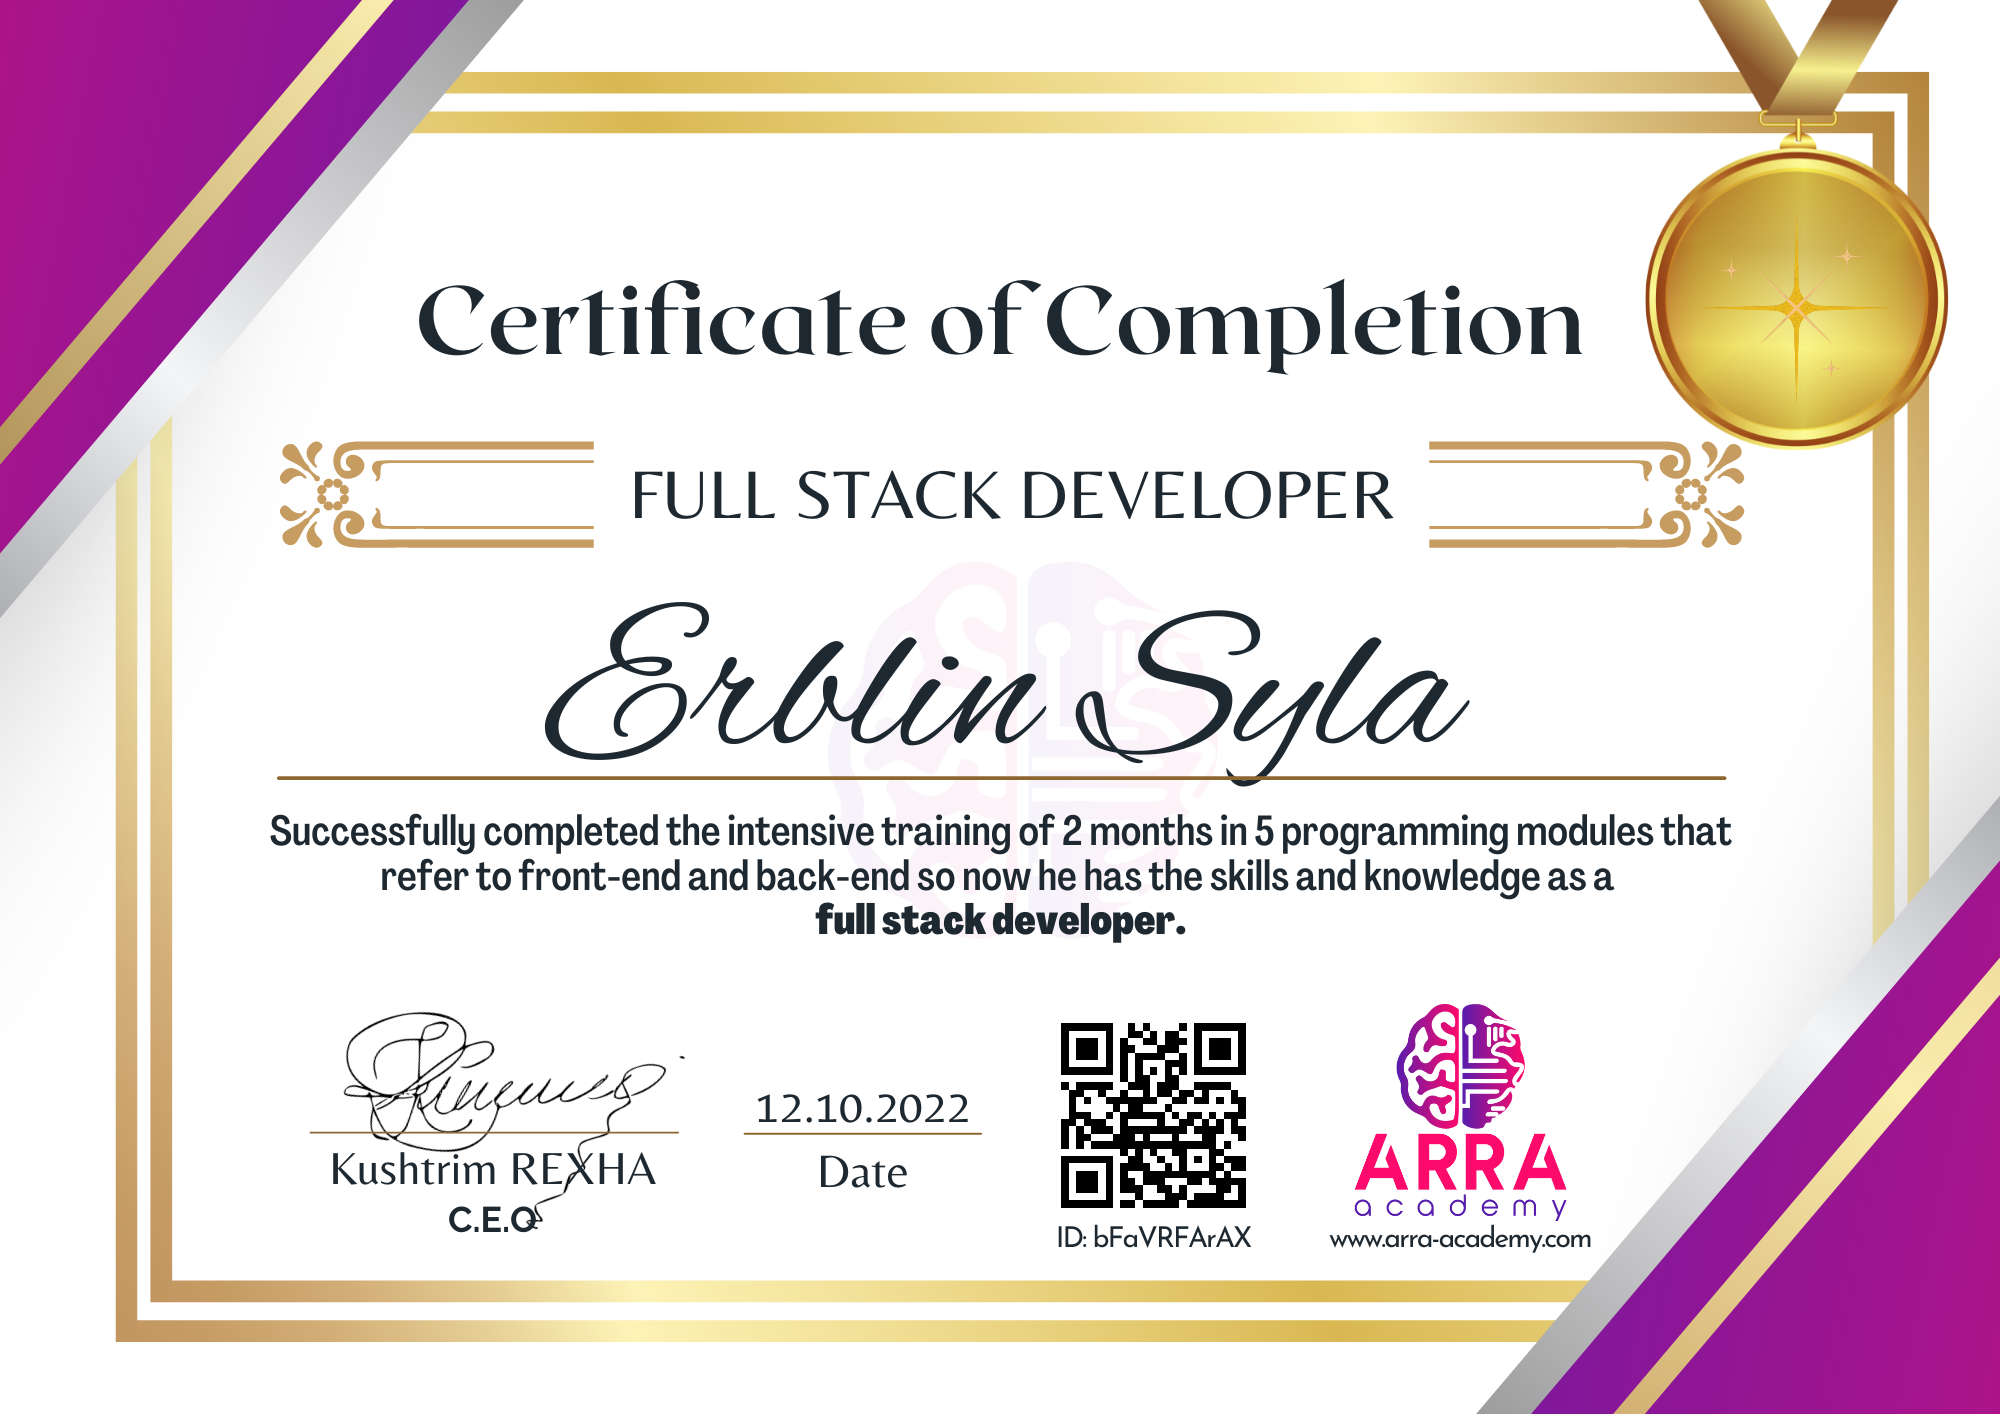 Certificate of Completion
FULL STACK DEVELOPER
Erblin Syla
Successfully completed the intensive training of 2 months in 5 programming modules that
refer to front-end and back-end so now he has the skills and knowledge as a
full stack developer.
Kushtrim REXHA
C.E.O
12.10.2022
Date
ID: bFaVRFArAX
ARRA
academy
www.arra-academy.com